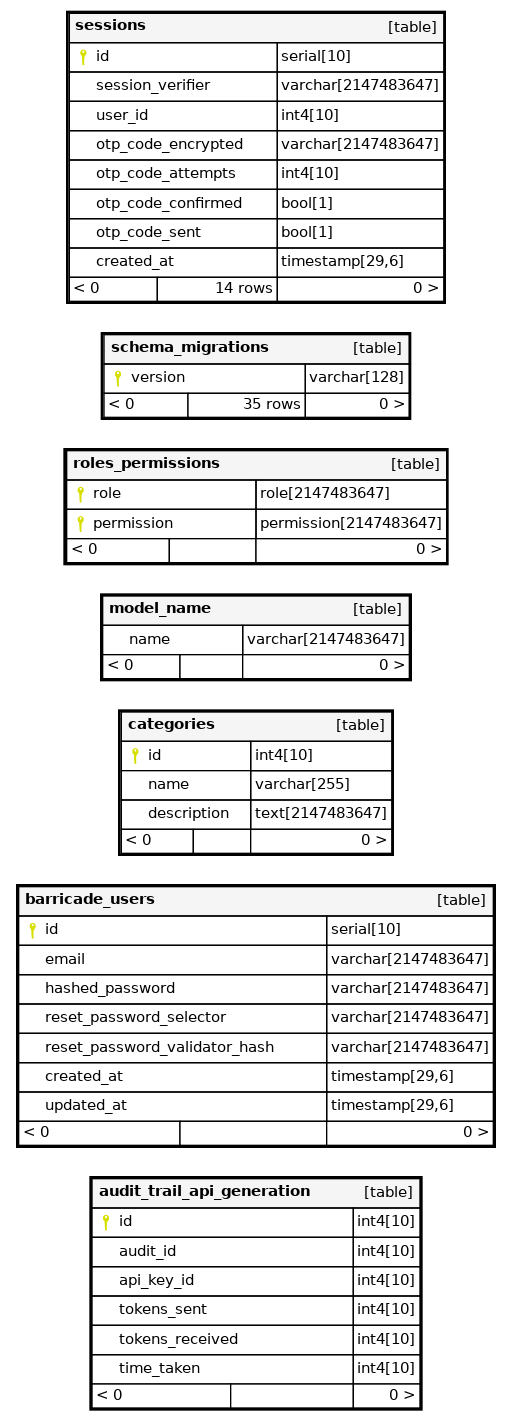 sessions [table]
id serial[10]
session_verifier varchar[2147483647]
user_id int4[10]
otp_code_encrypted varchar[2147483647]
otp_code_attempts int4[10]
otp_code_confirmed bool[1]
otp_code_sent bool[1]
created_at timestamp[29,6]
< 0 14 rows 0 >
schema_migrations [table]
version varchar[128]
< 0 35 rows 0 >
roles_permissions [table]
role role[2147483647]
permission permission[2147483647]
< 0 0 >
model_name [table]
name varchar[2147483647]
< 0 0 >
categories [table]
id int4[10]
name varchar[255]
description text[2147483647]
< 0 0 >
barricade_users [table]
id serial[10]
email varchar[2147483647]
hashed_password varchar[2147483647]
reset_password_selector varchar[2147483647]
reset_password_validator_hash varchar[2147483647]
created_at timestamp[29,6]
updated_at timestamp[29,6]
< 0 0 >
audit_trail_api_generation [table]
id int4[10]
audit_id int4[10]
api_key_id int4[10]
tokens_sent int4[10]
tokens_received int4[10]
time_taken int4[10]
< 0 0 >